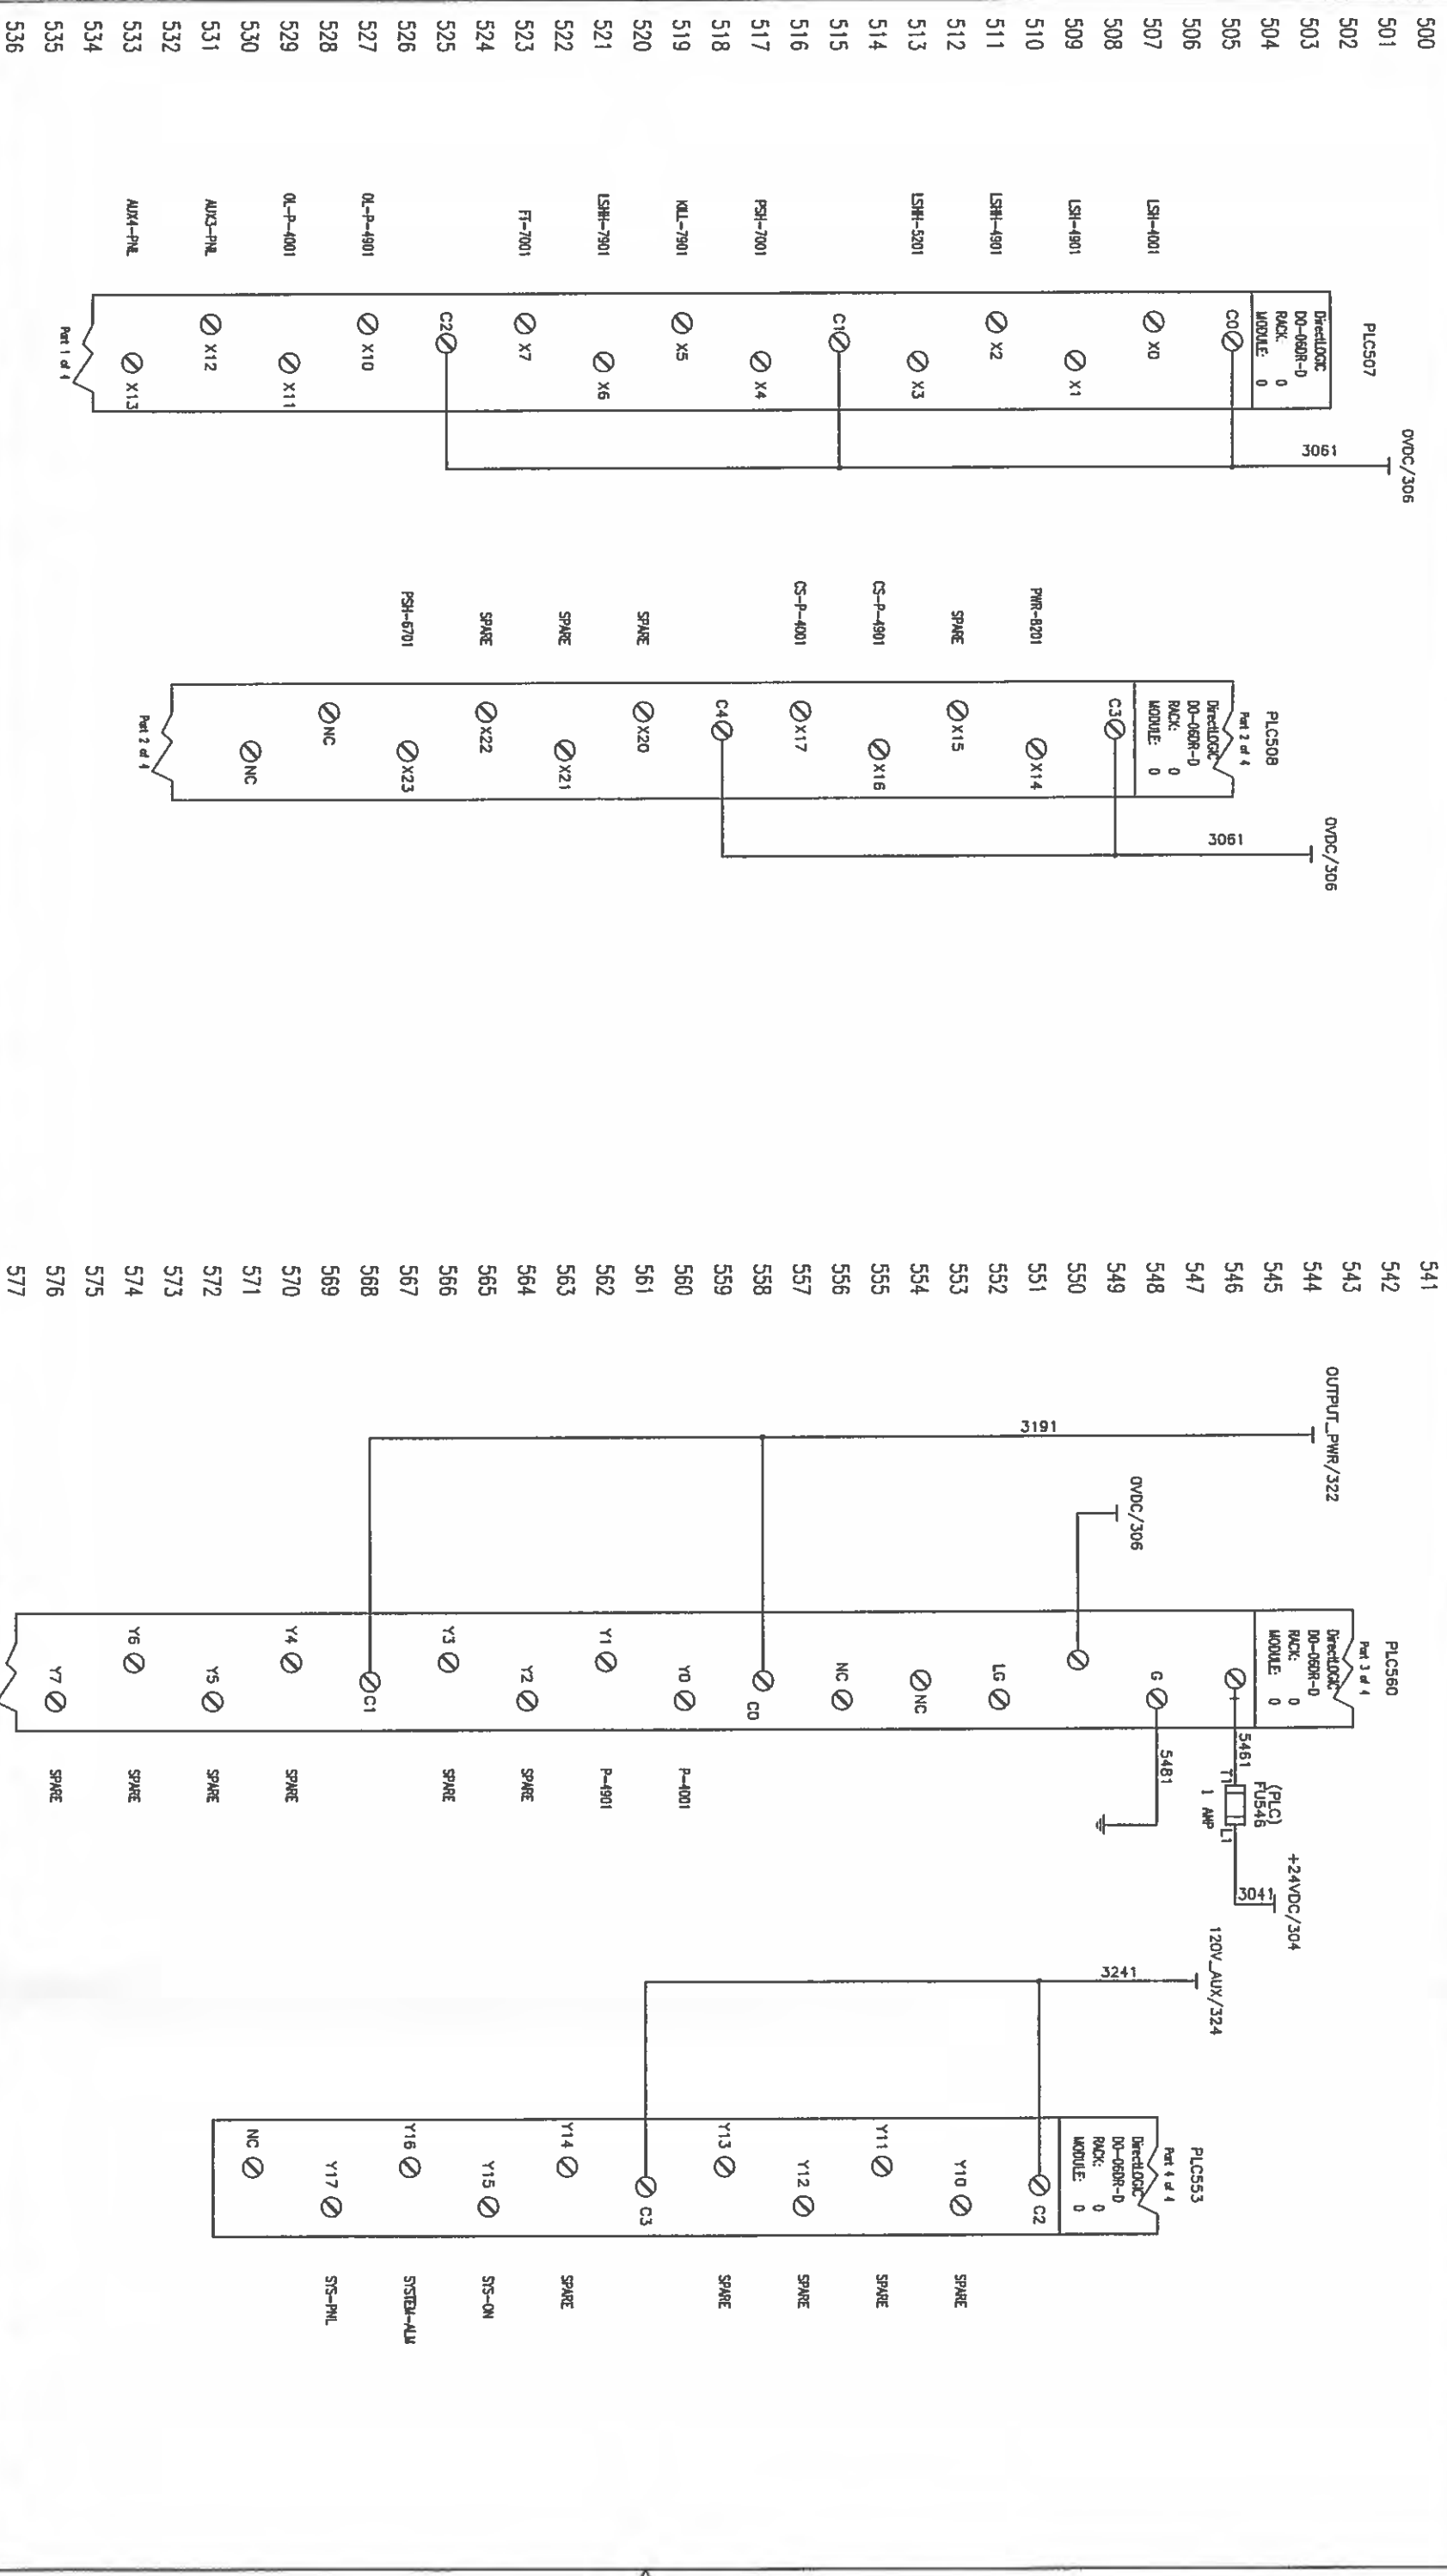 500
501
502
503
504
505
506
507
508
509
510
511
512
513
514
515
516
517
518
519
520
521
522
523
524
525
526
527
528
529
530
531
532
533
534
535
536
PLC507
DirectLOGIC
D0-06DR-D
RACK: 0
MODULE: 0
0VDC/306
3061
C0
LSH-4001 X0
LSH-4901 X1
LSHH-4901 X2
LSHH-5201 X3
C1
PSH-7001 X4
KILL-7901 X5
LSHH-7901 X6
FT-7001 X7
C2
OL-P-4901 X10
OL-P-4001 X11
AUX3-PNL X12
AUX4-PNL X13
Part 1 of 4
PLC508
Part 2 of 4
DirectLOGIC
D0-06DR-D
RACK: 0
MODULE: 0
0VDC/306
3061
C3
PWR-8201 X14
SPARE X15
CS-P-4901 X16
CS-P-4001 X17
C4
SPARE X20
SPARE X21
SPARE X22
PSH-6701 X23
NC
NC
Part 2 of 4
541
542
543
544
545
546
547
548
549
550
551
552
553
554
555
556
557
558
559
560
561
562
563
564
565
566
567
568
569
570
571
572
573
574
575
576
577
OUTPUT_PWR/322
3191
0VDC/306
PLC560
Part 3 of 4
DirectLOGIC
D0-06DR-D
RACK: 0
MODULE: 0
+
5461
(PLC)
FU546
T1 L1
1 AMP
3041
+24VDC/304
G
5481
LG
NC
NC
C0
Y0 P-4001
Y1 P-4901
Y2 SPARE
Y3 SPARE
C1
Y4 SPARE
Y5 SPARE
Y6 SPARE
Y7 SPARE
120V_AUX/324
3241
PLC553
Part 4 of 4
DirectLOGIC
D0-06DR-D
RACK: 0
MODULE: 0
C2
Y10 SPARE
Y11 SPARE
Y12 SPARE
Y13 SPARE
C3
Y14 SPARE
Y15 SYS-ON
Y16 SYSTEM-ALM
Y17 SYS-PNL
NC